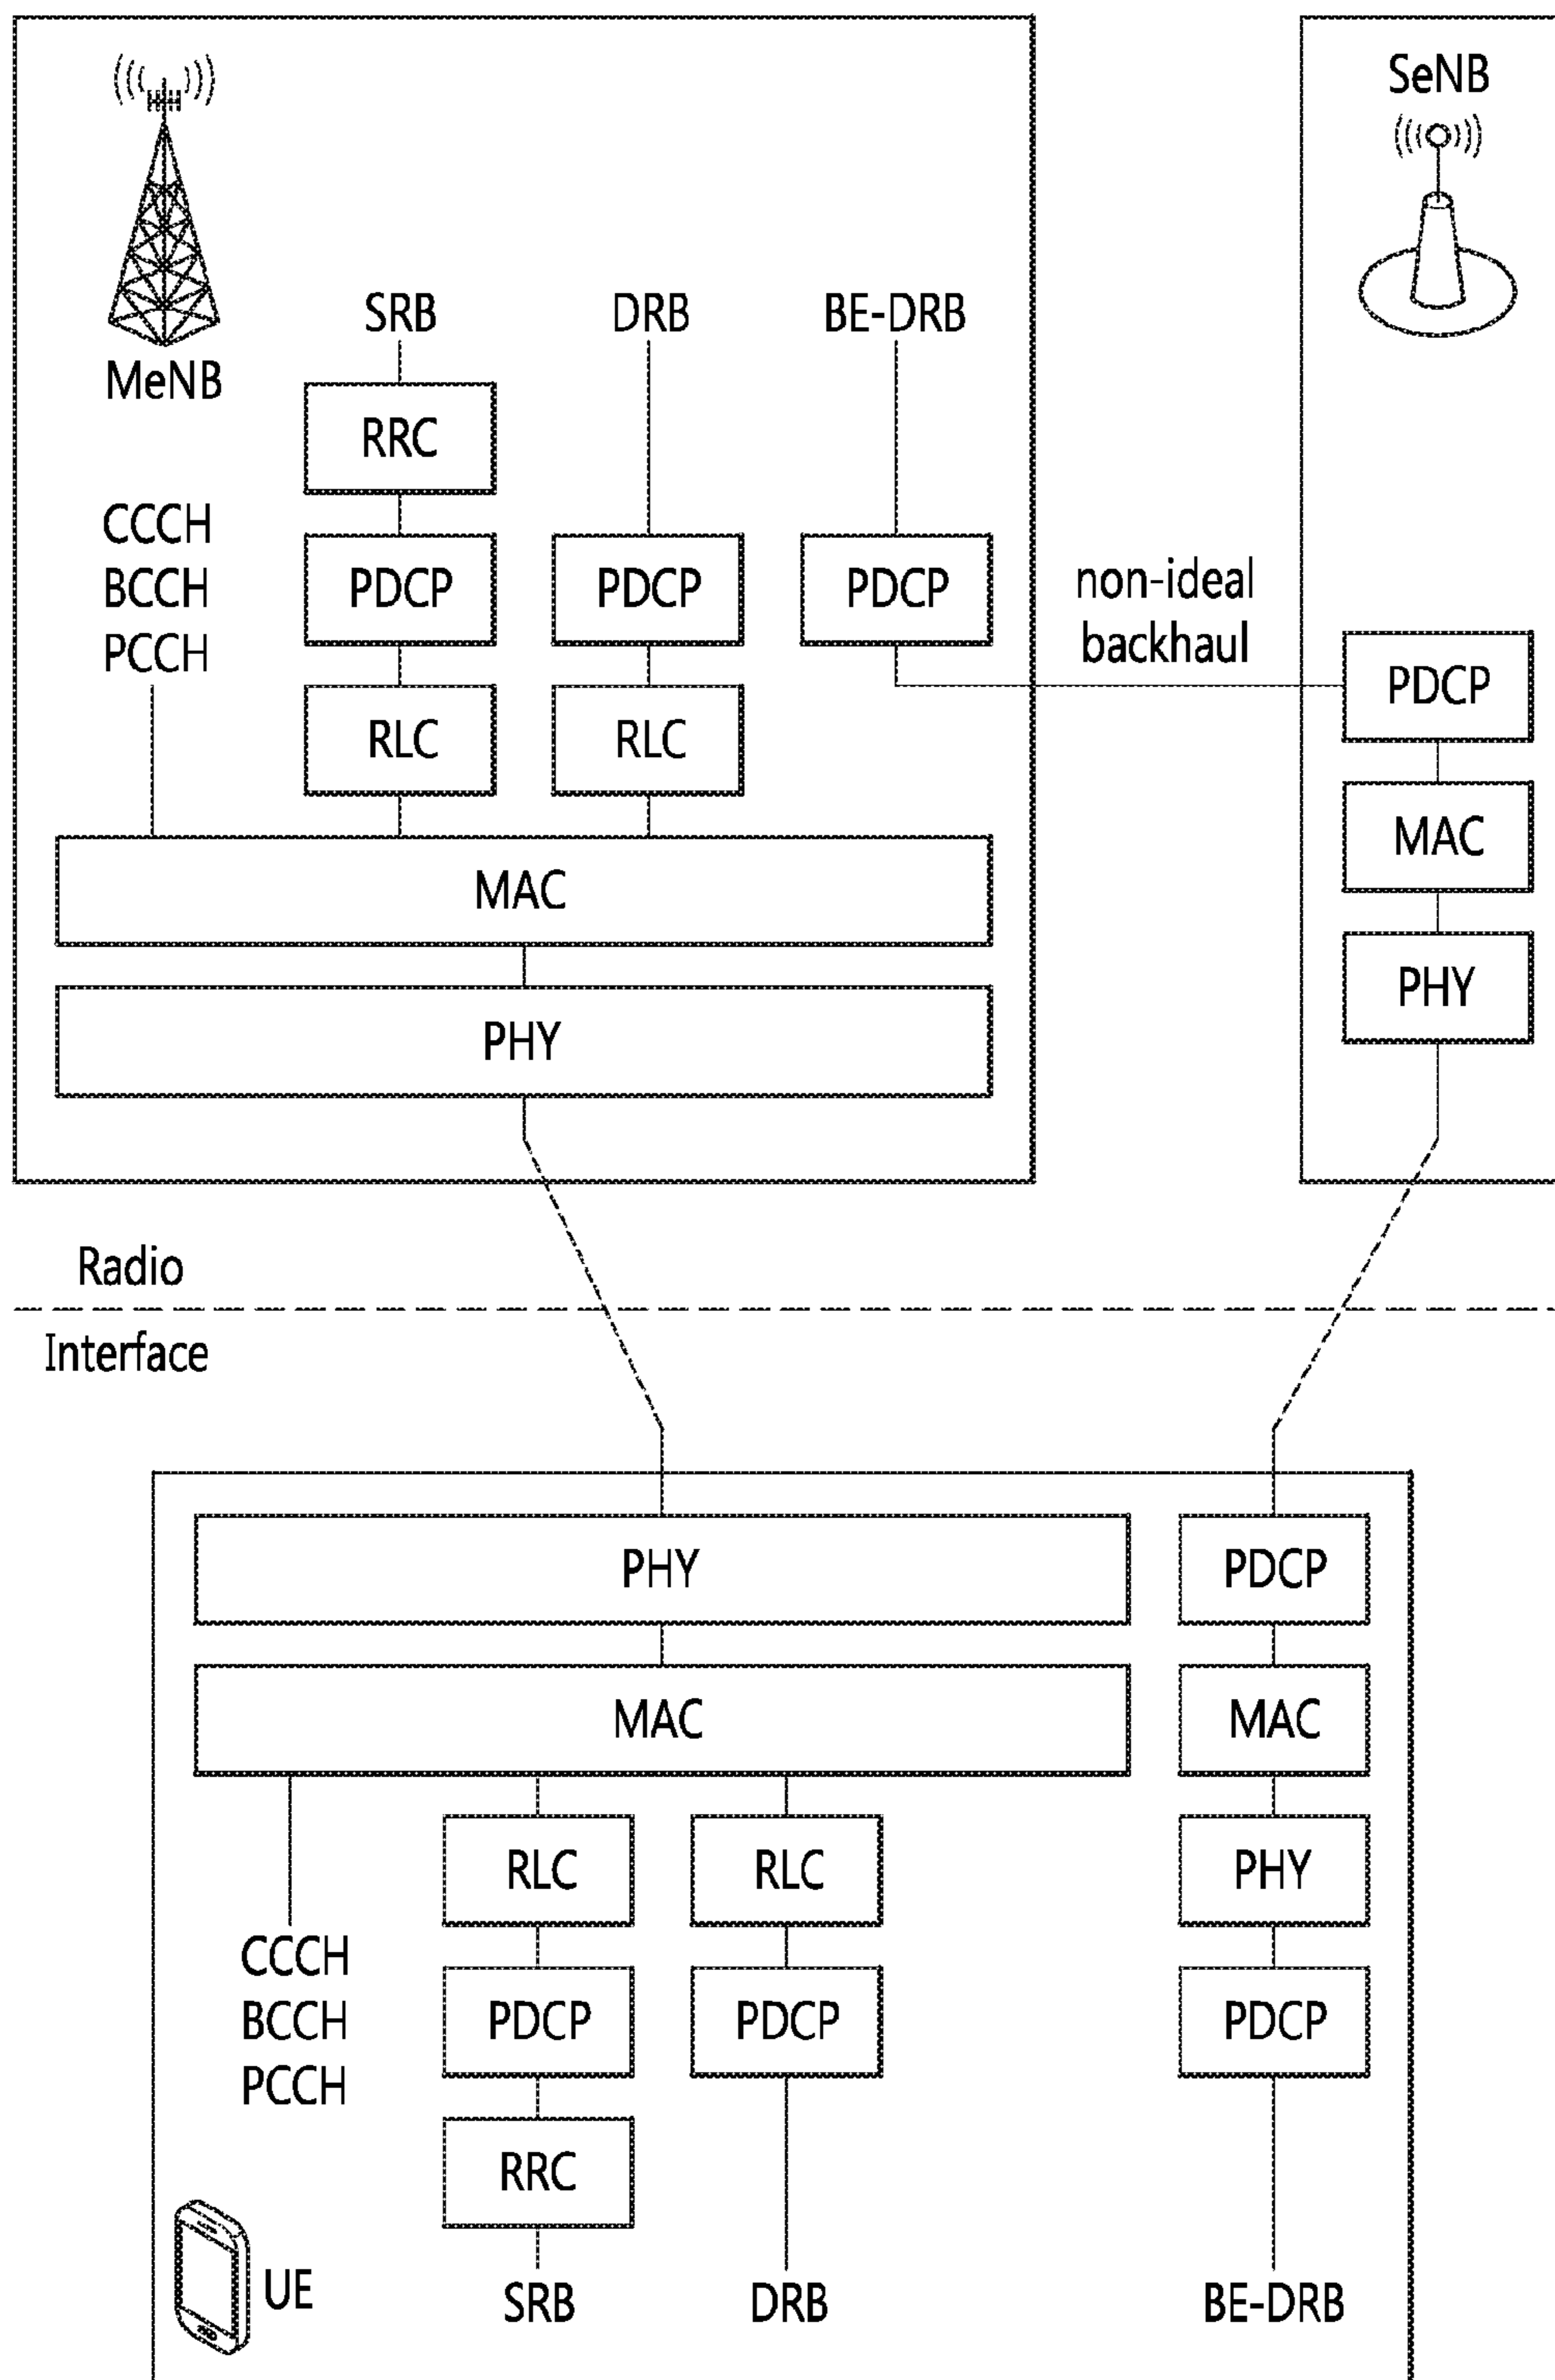 SeNB
SRB
DRB
BE-DRB
MeNB
RRC
CCCH
BCCH
PCCH
PDCP
PDCP
PDCP
non-ideal
backhaul
RLC
RLC
PDCP
MAC
MAC
PHY
PHY
Radio
Interface
PHY
PDCP
MAC
MAC
RLC
RLC
PHY
CCCH
BCCH
PCCH
PDCP
PDCP
PDCP
RRC
UE
SRB
DRB
BE-DRB